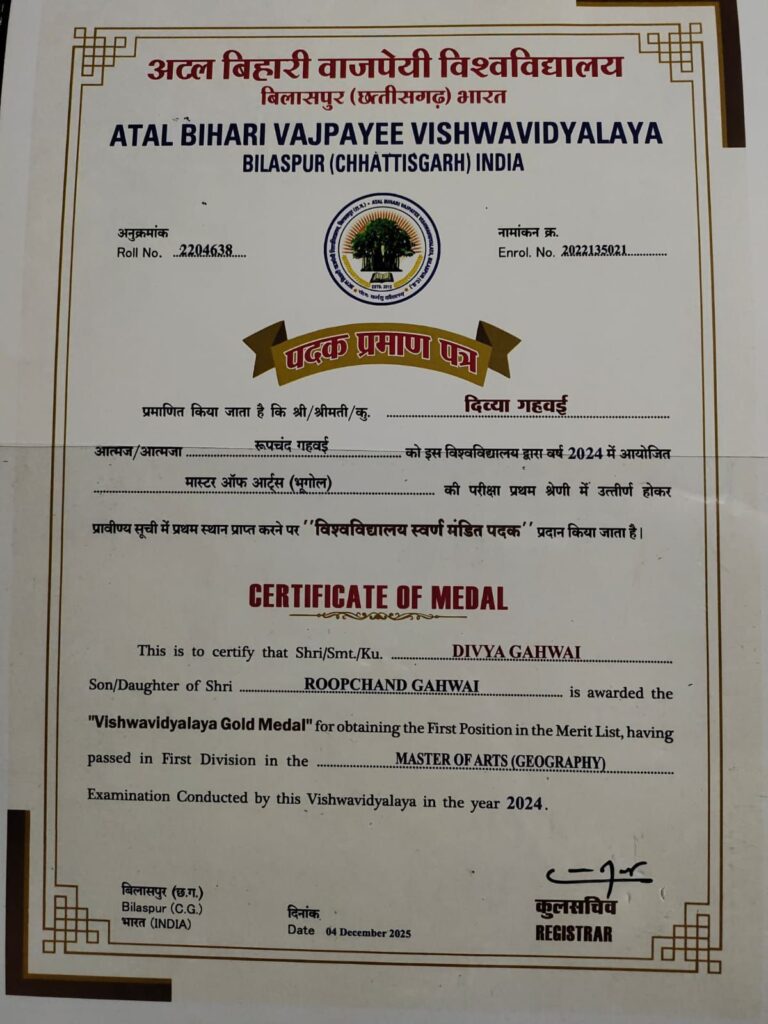 अटल बिहारी वाजपेयी विश्वविद्यालय
बिलासपुर (छत्तीसगढ़) भारत
ATAL BIHARI VAJPAYEE VISHWAVIDYALAYA
BILASPUR (CHHATTISGARH) INDIA
अनुक्रमांक
Roll No. 2204638
नामांकन क्र.
Enrol. No. 2022135021
ATAL BIHARI VAJPAYEE VISHWAVIDYALAYA, BILASPUR (C.G.)
पदक प्रमाण पत्र
प्रमाणित किया जाता है कि श्री/श्रीमती/कु. दिव्या गहवई
आत्मज/आत्मजा रूपचंद गहवई को इस विश्वविद्यालय द्वारा वर्ष 2024 में आयोजित
मास्टर ऑफ आर्ट्स (भूगोल) की परीक्षा प्रथम श्रेणी में उत्तीर्ण होकर
प्रावीण्य सूची में प्रथम स्थान प्राप्त करने पर ''विश्वविद्यालय स्वर्ण मंडित पदक'' प्रदान किया जाता है।
CERTIFICATE OF MEDAL
This is to certify that Shri/Smt./Ku. DIVYA GAHWAI
Son/Daughter of Shri ROOPCHAND GAHWAI is awarded the
"Vishwavidyalaya Gold Medal" for obtaining the First Position in the Merit List, having
passed in First Division in the MASTER OF ARTS (GEOGRAPHY)
Examination Conducted by this Vishwavidyalaya in the year 2024.
बिलासपुर (छ.ग.)
Bilaspur (C.G.)
भारत (INDIA)
दिनांक
Date 04 December 2025
कुलसचिव
REGISTRAR